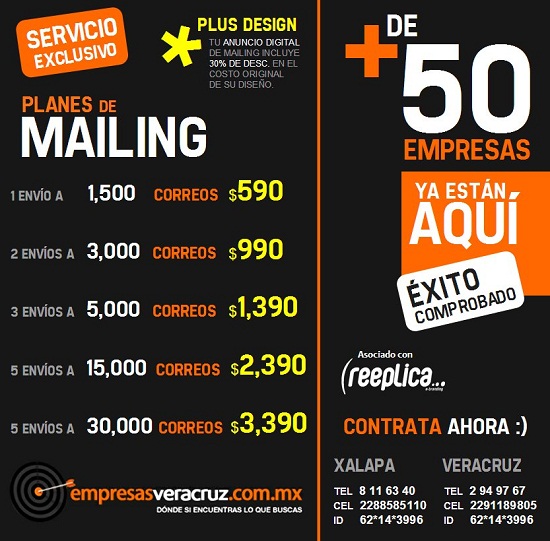 SERVICIO
EXCLUSIVO
* PLUS DESIGN
TU ANUNCIO DIGITAL
DE MAILING INCLUYE
30% DE DESC. EN EL
COSTO ORIGINAL
DE SU DISEÑO.
PLANES DE
MAILING
1 ENVÍO A 1,500 CORREOS $590
2 ENVÍOS A 3,000 CORREOS $990
3 ENVÍOS A 5,000 CORREOS $1,390
5 ENVÍOS A 15,000 CORREOS $2,390
5 ENVÍOS A 30,000 CORREOS $3,390
empresasveracruz.com.mx
DÓNDE SI ENCUENTRAS LO QUE BUSCAS
+ DE
50
EMPRESAS
YA ESTÁN
AQUÍ
ÉXITO
COMPROBADO
Asociado con
(reeplica...
e-branding
CONTRATA AHORA :)
XALAPA
TEL 8 11 63 40
CEL 2288585110
ID 62*14*3996
VERACRUZ
TEL 2 94 97 67
CEL 2291189805
ID 62*14*3996